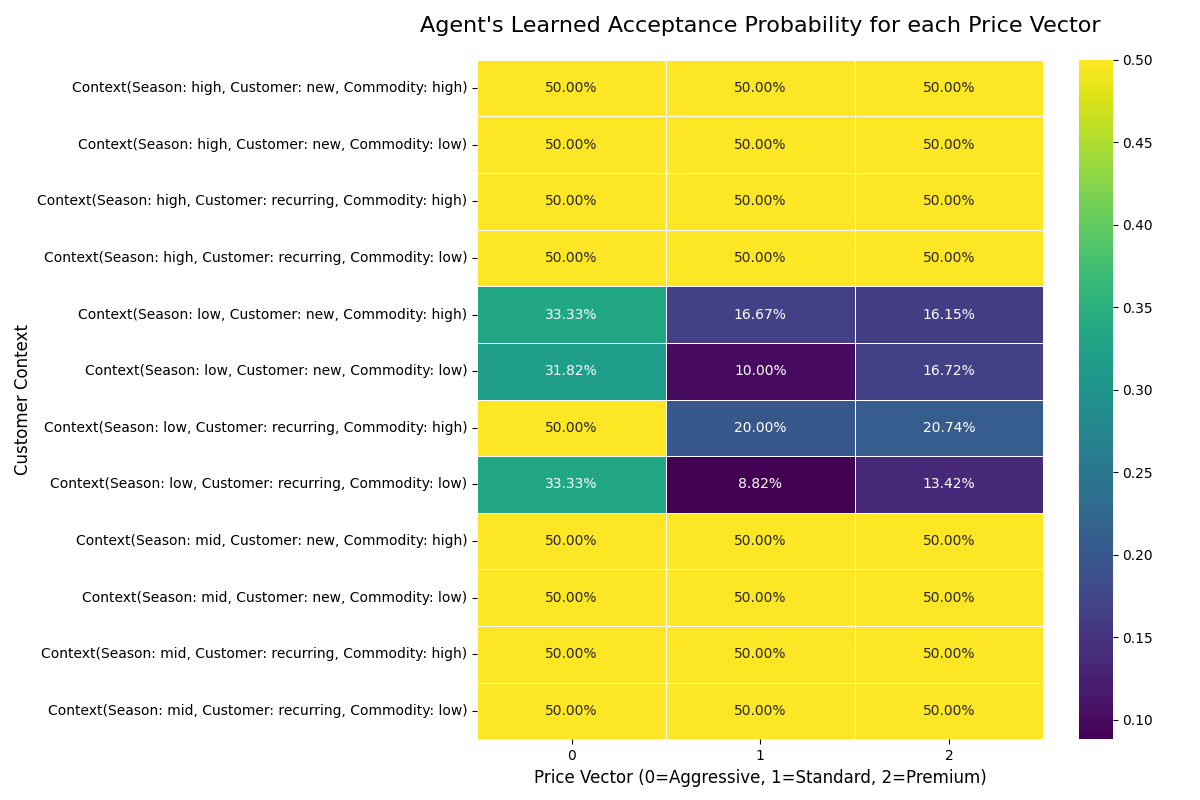 Agent's Learned Acceptance Probability for each Price Vector
Customer Context
Context(Season: high, Customer: new, Commodity: high) 50.00% 50.00% 50.00%
Context(Season: high, Customer: new, Commodity: low) 50.00% 50.00% 50.00%
Context(Season: high, Customer: recurring, Commodity: high) 50.00% 50.00% 50.00%
Context(Season: high, Customer: recurring, Commodity: low) 50.00% 50.00% 50.00%
Context(Season: low, Customer: new, Commodity: high) 33.33% 16.67% 16.15%
Context(Season: low, Customer: new, Commodity: low) 31.82% 10.00% 16.72%
Context(Season: low, Customer: recurring, Commodity: high) 50.00% 20.00% 20.74%
Context(Season: low, Customer: recurring, Commodity: low) 33.33% 8.82% 13.42%
Context(Season: mid, Customer: new, Commodity: high) 50.00% 50.00% 50.00%
Context(Season: mid, Customer: new, Commodity: low) 50.00% 50.00% 50.00%
Context(Season: mid, Customer: recurring, Commodity: high) 50.00% 50.00% 50.00%
Context(Season: mid, Customer: recurring, Commodity: low) 50.00% 50.00% 50.00%
0 1 2
Price Vector (0=Aggressive, 1=Standard, 2=Premium)
0.50
0.45
0.40
0.35
0.30
0.25
0.20
0.15
0.10